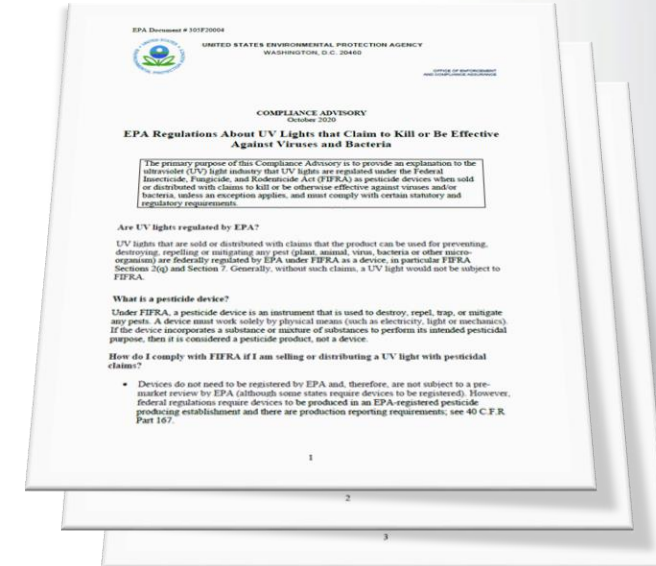 EPA Document # 305F20004
UNITED STATES ENVIRONMENTAL PROTECTION AGENCY
WASHINGTON, D.C. 20460
OFFICE OF ENFORCEMENT
AND COMPLIANCE ASSURANCE
COMPLIANCE ADVISORY
October 2020
EPA Regulations About UV Lights that Claim to Kill or Be Effective
Against Viruses and Bacteria
The primary purpose of this Compliance Advisory is to provide an explanation to the
ultraviolet (UV) light industry that UV lights are regulated under the Federal
Insecticide, Fungicide, and Rodenticide Act (FIFRA) as pesticide devices when sold
or distributed with claims to kill or be otherwise effective against viruses and/or
bacteria, unless an exception applies, and must comply with certain statutory and
regulatory requirements.
Are UV lights regulated by EPA?
UV lights that are sold or distributed with claims that the product can be used for preventing,
destroying, repelling or mitigating any pest (plant, animal, virus, bacteria or other micro-
organism) are federally regulated by EPA under FIFRA as a device, in particular FIFRA
Sections 2(q) and Section 7. Generally, without such claims, a UV light would not be subject to
FIFRA.
What is a pesticide device?
Under FIFRA, a pesticide device is an instrument that is used to destroy, repel, trap, or mitigate
any pests. A device must work solely by physical means (such as electricity, light or mechanics).
If the device incorporates a substance or mixture of substances to perform its intended pesticidal
purpose, then it is considered a pesticide product, not a device.
How do I comply with FIFRA if I am selling or distributing a UV light with pesticidal
claims?
• Devices do not need to be registered by EPA and, therefore, are not subject to a pre-
market review by EPA (although some states require devices to be registered). However,
federal regulations require devices to be produced in an EPA-registered pesticide
producing establishment and there are production reporting requirements; see 40 C.F.R.
Part 167.
1
2
3